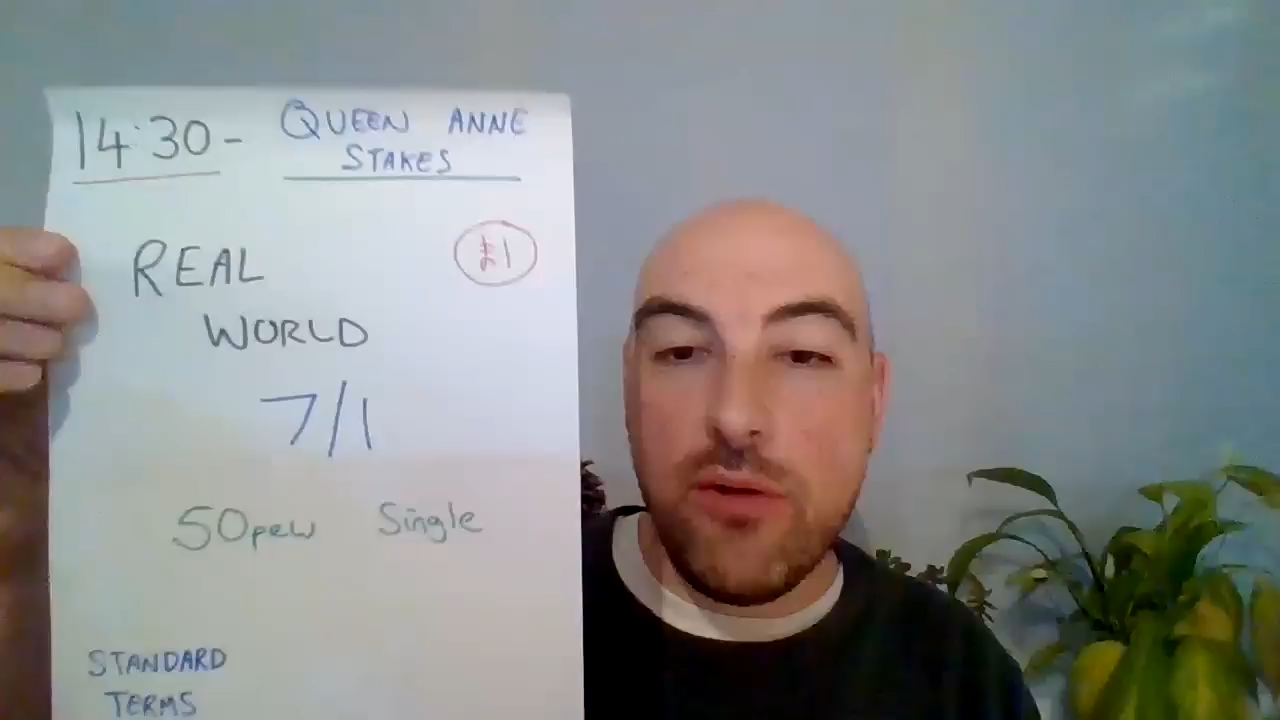 14:30 - QUEEN ANNE
STAKES
REAL
£1
WORLD
7/1
50pew Single
STANDARD
TERMS